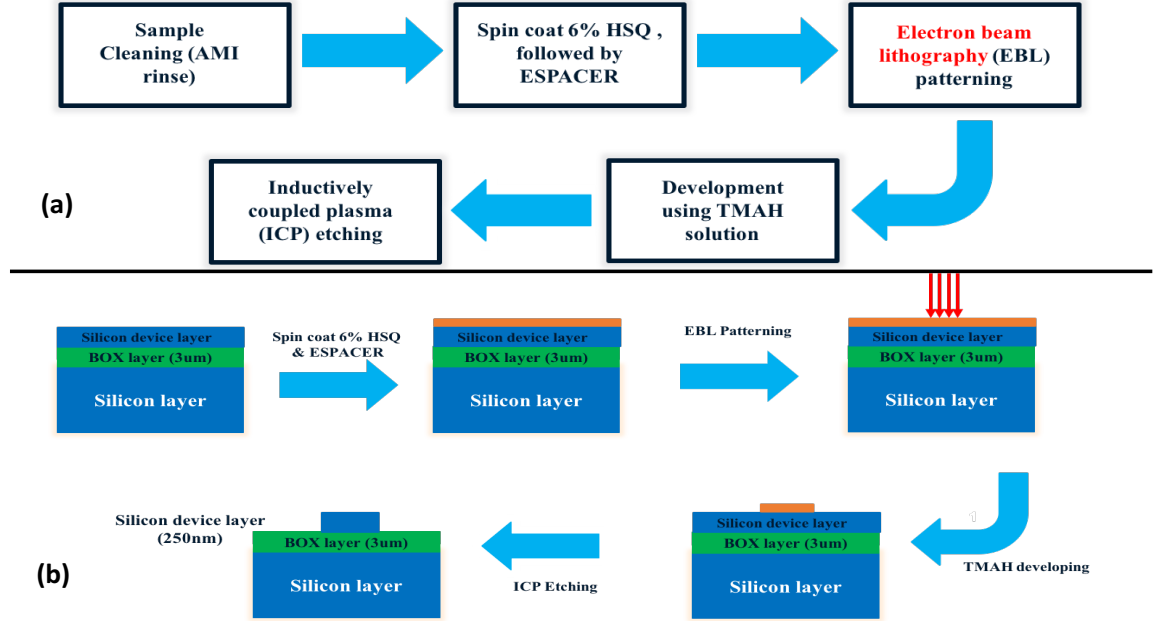 Sample
Cleaning (AMI
rinse)
Spin coat 6% HSQ ,
followed by
ESPACER
Electron beam
lithography (EBL)
patterning
(a)
Inductively
coupled plasma
(ICP) etching
Development
using TMAH
solution
Silicon device layer
BOX layer (3um)
Silicon layer
Spin coat 6% HSQ
& ESPACER
Silicon device layer
BOX layer (3um)
Silicon layer
EBL Patterning
Silicon device layer
BOX layer (3um)
Silicon layer
(b)
Silicon device layer
(250nm)
BOX layer (3um)
Silicon layer
ICP Etching
Silicon device layer
BOX layer (3um)
Silicon layer
1
TMAH developing